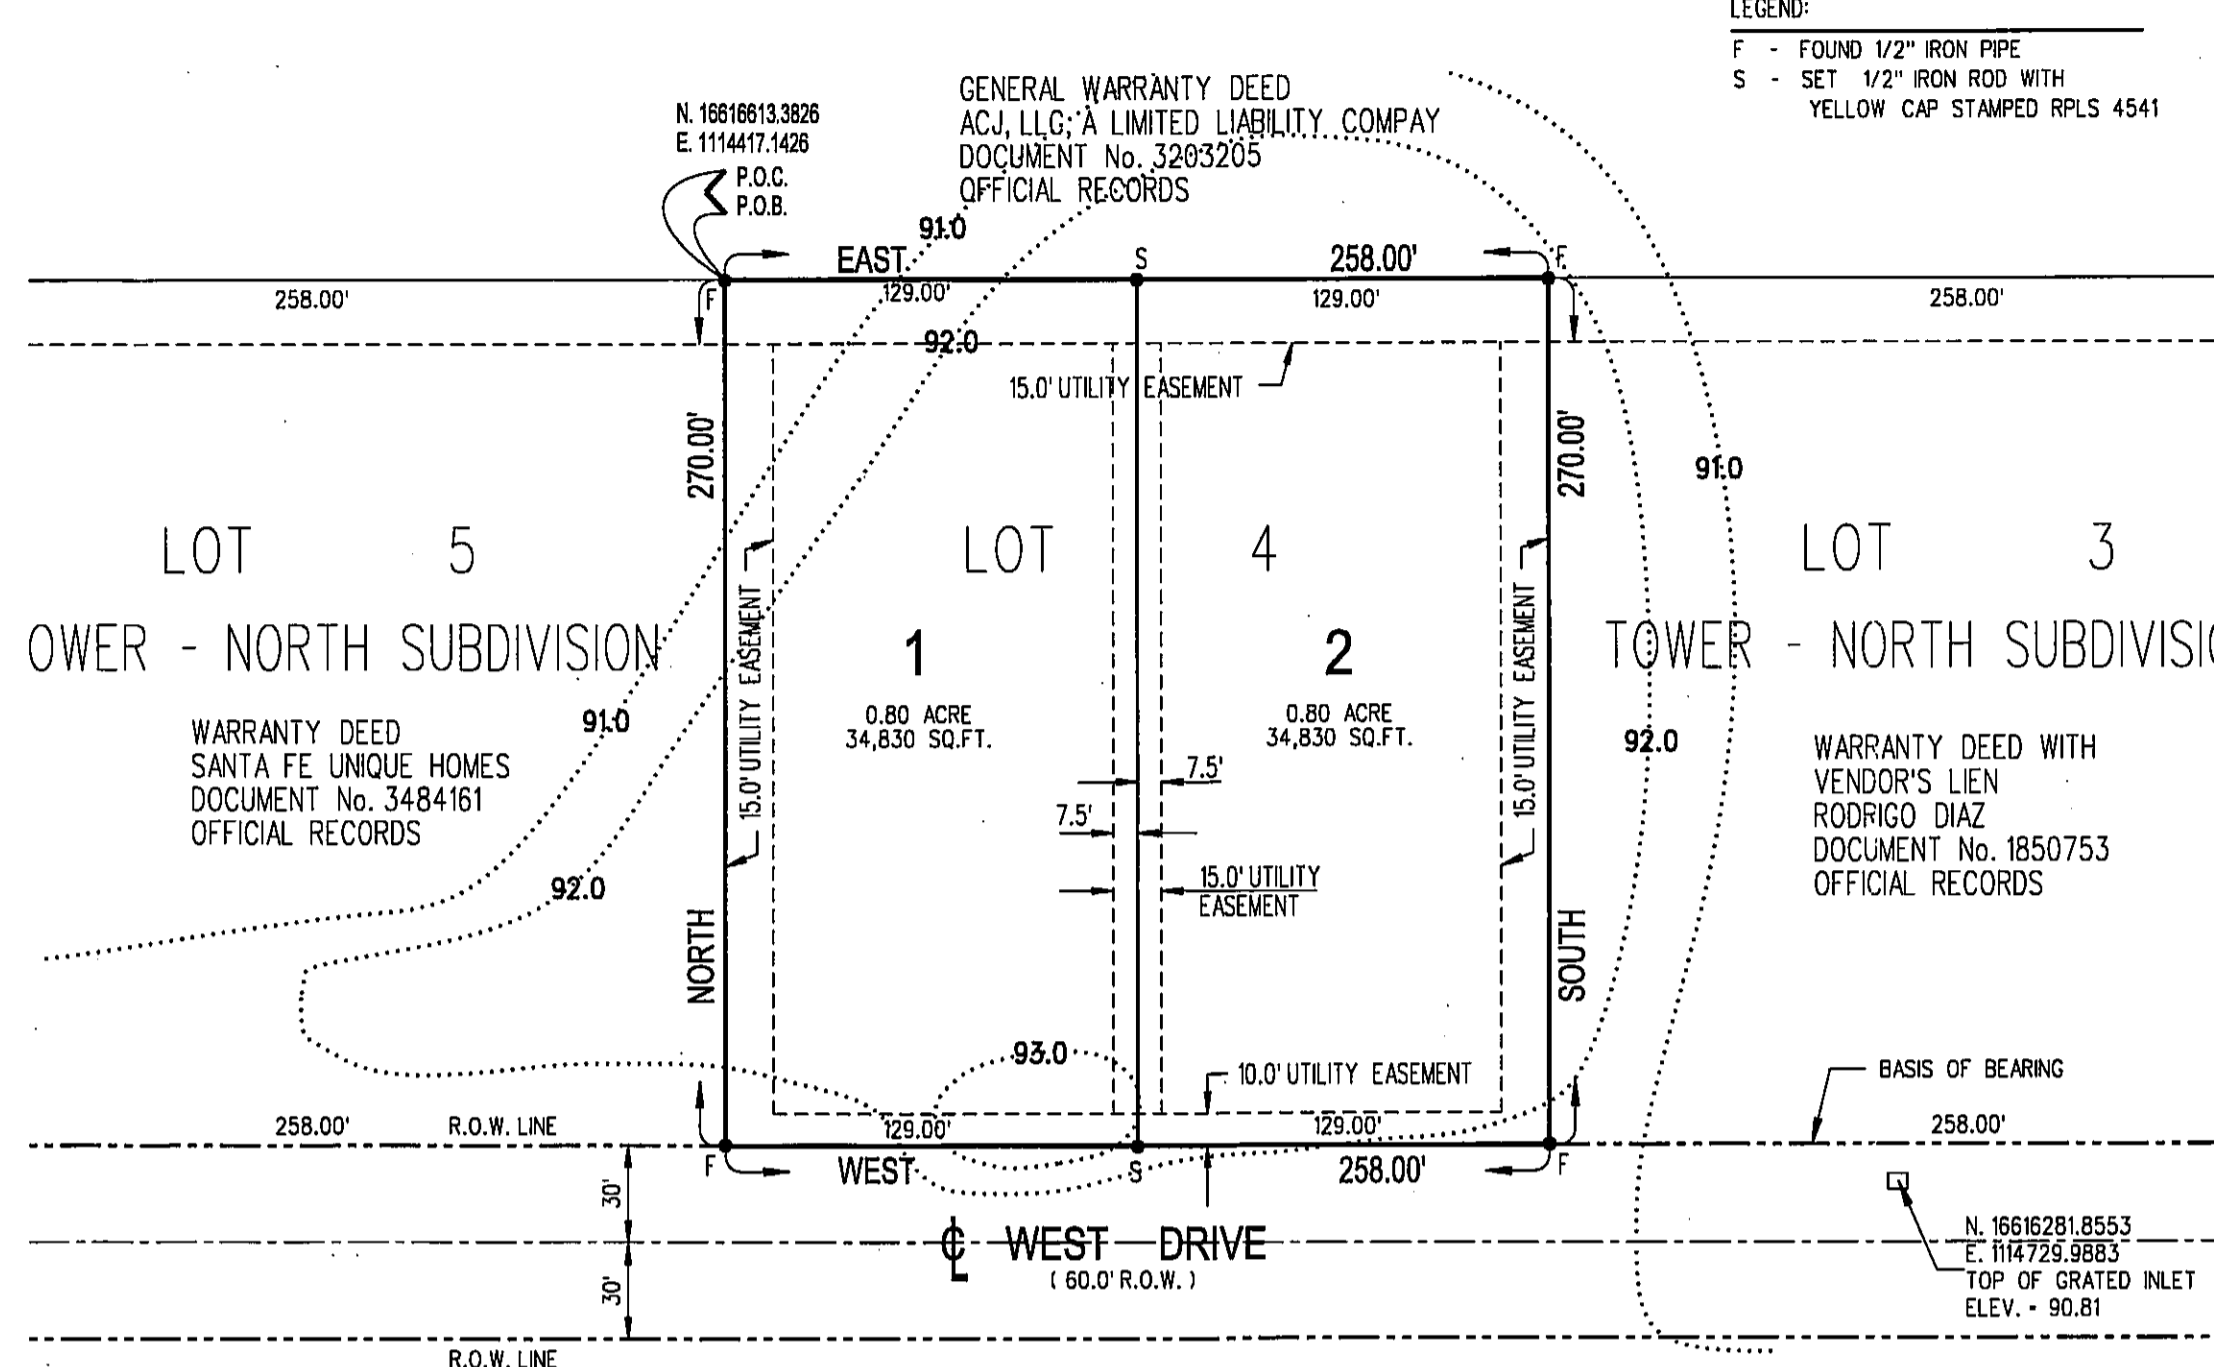 LEGEND:
F - FOUND 1/2" IRON PIPE
S - SET 1/2" IRON ROD WITH
YELLOW CAP STAMPED RPLS 4541
N. 16616613.3826
E. 1114417.1426
P.O.C.
P.O.B.
GENERAL WARRANTY DEED
ACJ, LLC; A LIMITED LIABILITY COMPAY
DOCUMENT No. 3203205
OFFICIAL RECORDS
91.0
EAST
S
258.00'
F
258.00'
F
129.00'
129.00'
258.00'
92.0
15.0' UTILITY EASEMENT
270.00'
270.00'
91.0
LOT 5
LOT 4
LOT 3
OWER - NORTH SUBDIVISION
TOWER - NORTH SUBDIVISIO
15.0' UTILITY EASEMENT
15.0' UTILITY EASEMENT
1
0.80 ACRE
34,830 SQ.FT.
2
0.80 ACRE
34,830 SQ.FT.
91.0
92.0
WARRANTY DEED
SANTA FE UNIQUE HOMES
DOCUMENT No. 3484161
OFFICIAL RECORDS
WARRANTY DEED WITH
VENDOR'S LIEN
RODRIGO DIAZ
DOCUMENT No. 1850753
OFFICIAL RECORDS
7.5'
7.5'
15.0' UTILITY
EASEMENT
92.0
NORTH
SOUTH
93.0
10.0' UTILITY EASEMENT
BASIS OF BEARING
258.00'
R.O.W. LINE
129.00'
129.00'
258.00'
F
WEST
S
258.00'
F
30'
30'
CL WEST DRIVE
( 60.0' R.O.W. )
N. 16616281.8553
E. 1114729.9883
TOP OF GRATED INLET
ELEV. = 90.81
R.O.W. LINE